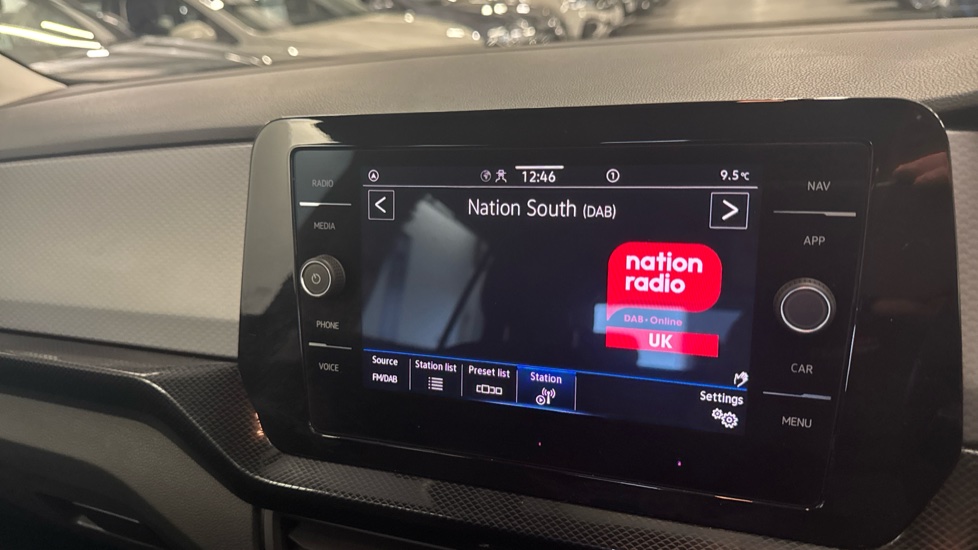 RADIO
MEDIA
PHONE
VOICE
A
12:46
1
9.5 °C
<
Nation South (DAB)
>
nation
radio
DAB • Online
UK
Source
FM/DAB
Station list
Preset list
Station
Settings
NAV
APP
CAR
MENU